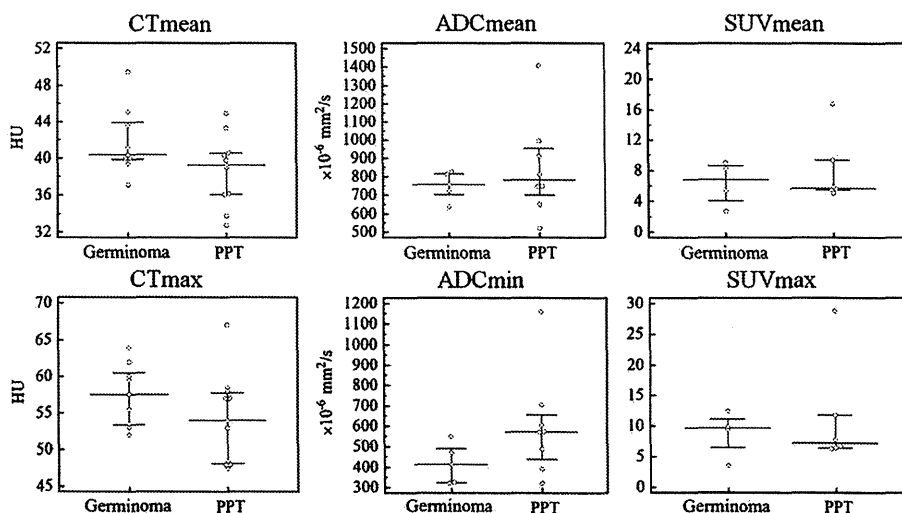 CTmean
ADCmean
SUVmean
52
48
44
40
36
32
HU
Germinoma
PPT
1500
1400
1300
1200
1100
1000
900
800
700
600
500
×10⁻⁶ mm²/s
Germinoma
PPT
24
20
16
12
8
4
0
Germinoma
PPT
CTmax
ADCmin
SUVmax
70
65
60
55
50
45
HU
Germinoma
PPT
1200
1100
1000
900
800
700
600
500
400
300
×10⁻⁶ mm²/s
Germinoma
PPT
30
25
20
15
10
5
0
Germinoma
PPT